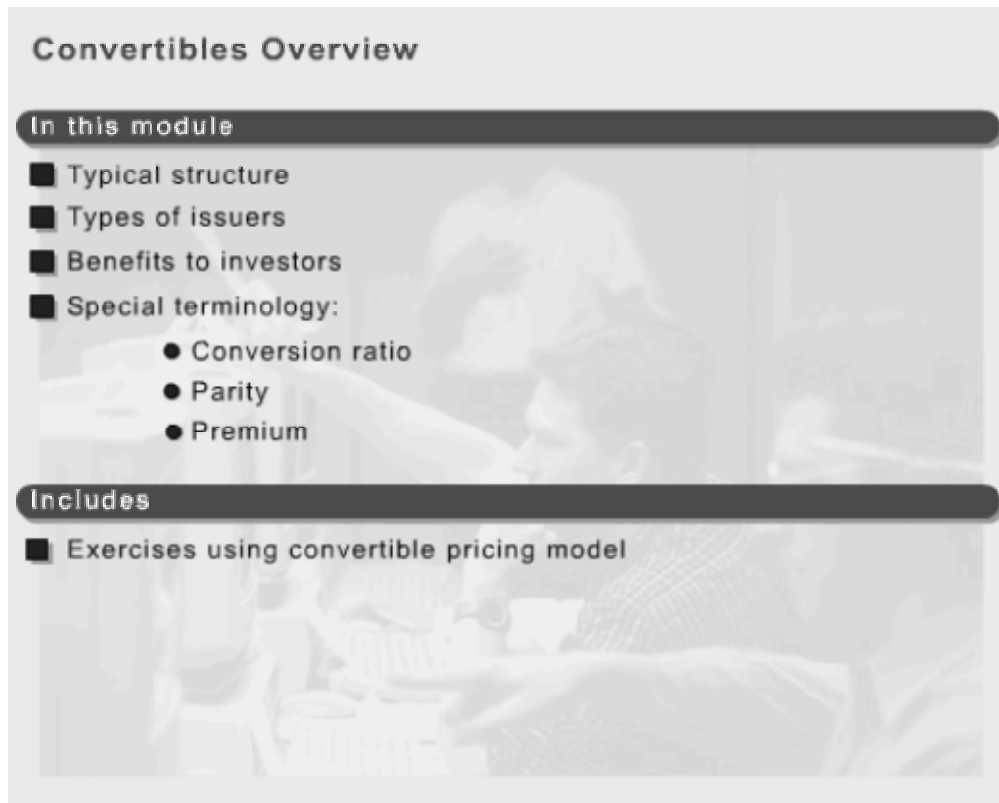 Convertibles Overview
In this module
Typical structure
Types of issuers
Benefits to investors
Special terminology:
Conversion ratio
Parity
Premium
Includes
Exercises using convertible pricing model